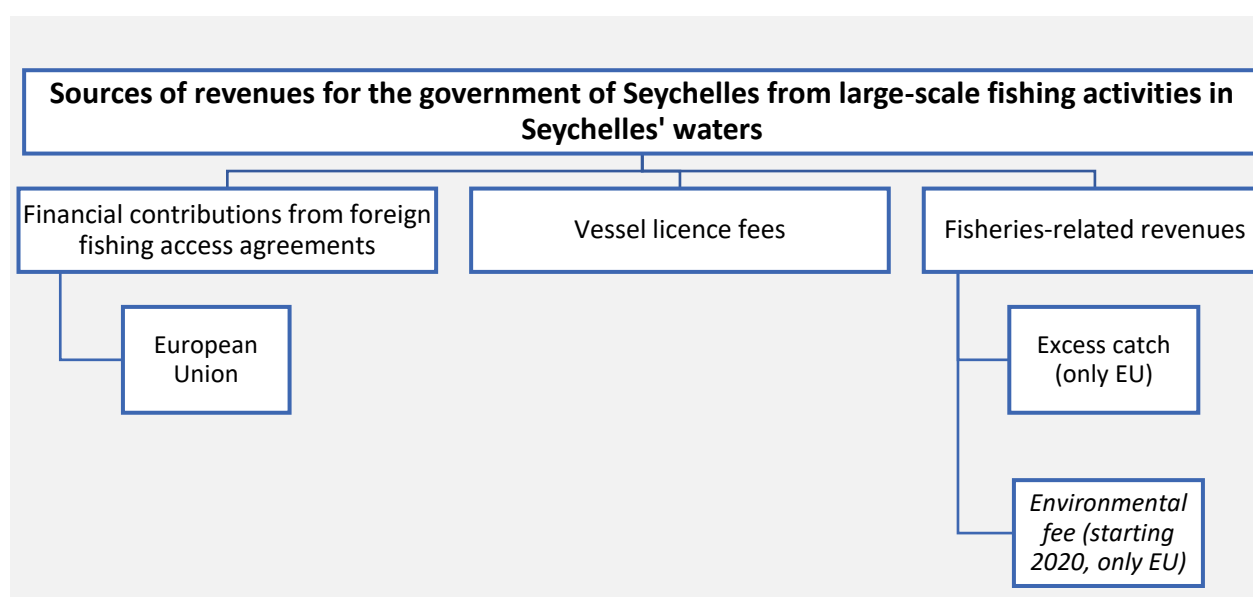 Sources of revenues for the government of Seychelles from large-scale fishing activities in
Seychelles' waters
Financial contributions from foreign
fishing access agreements
Vessel licence fees
Fisheries-related revenues
European
Union
Excess catch
(only EU)
Environmental
fee (starting
2020, only EU)